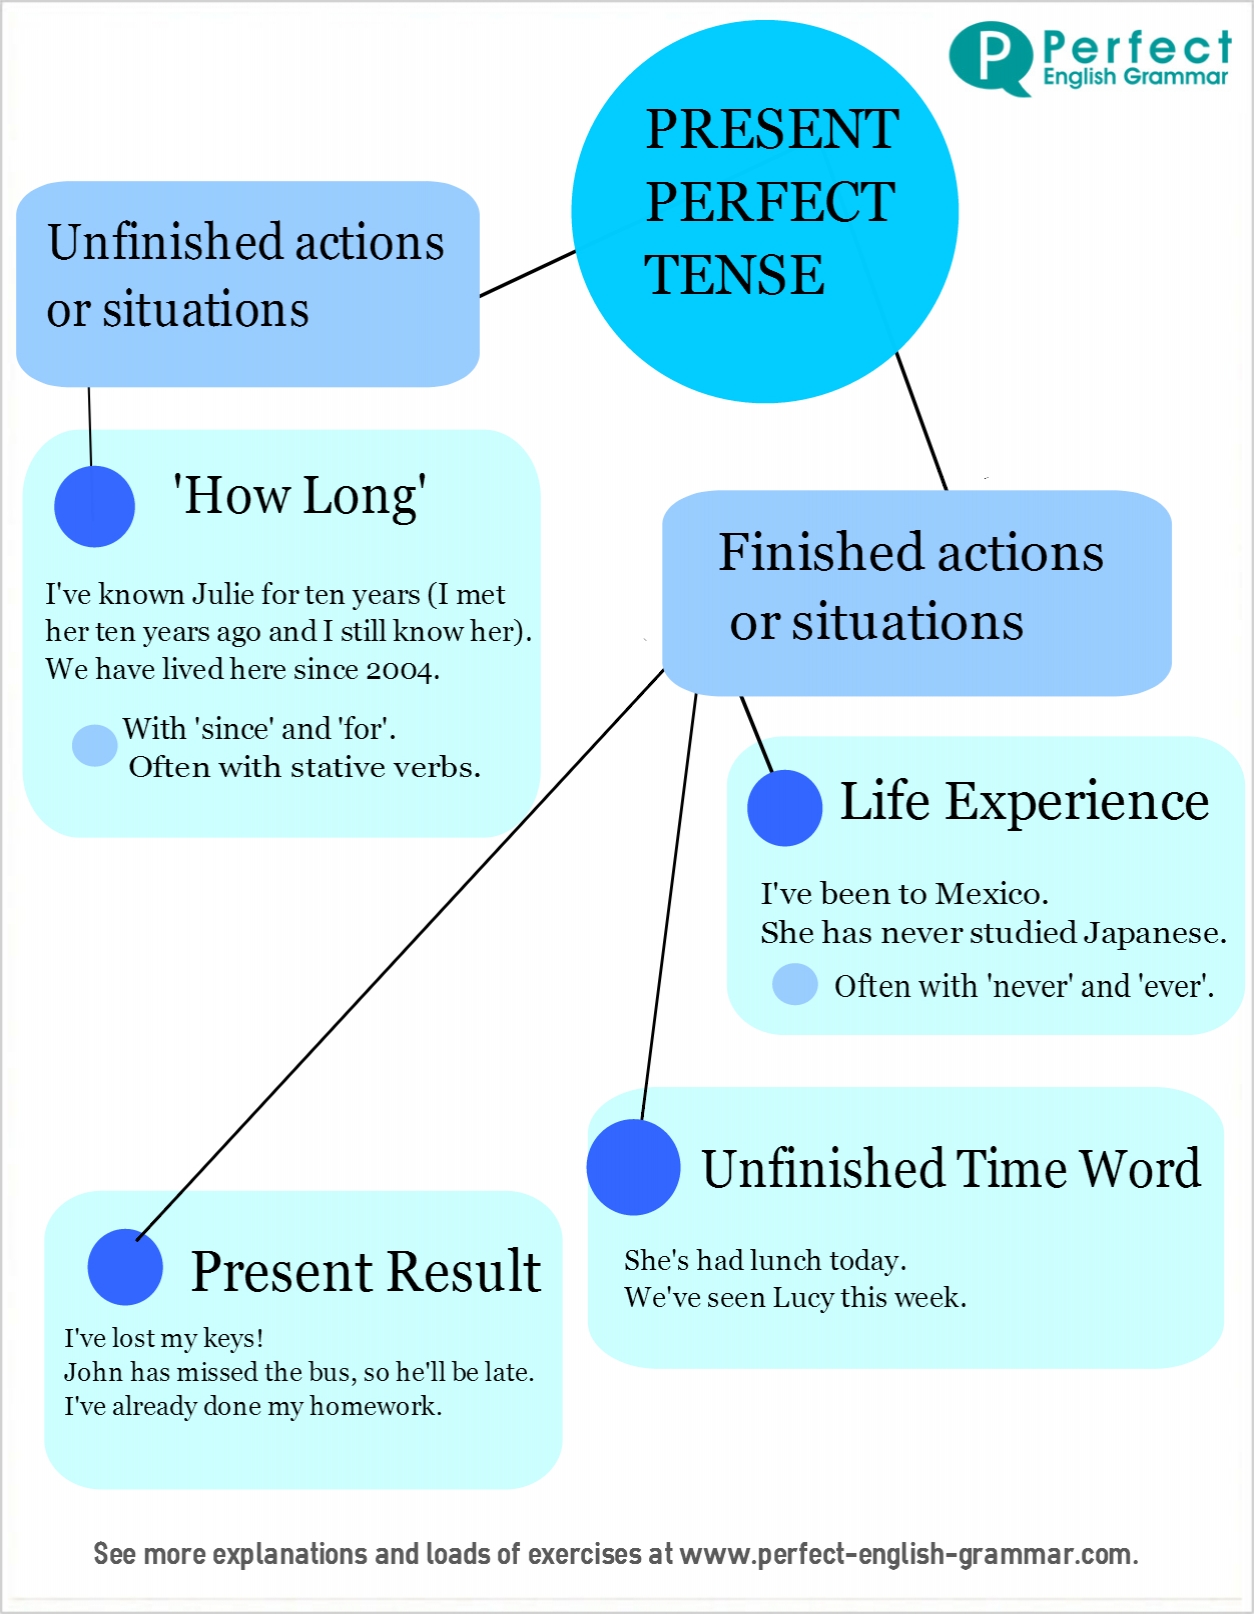 P Perfect
English Grammar
PRESENT
PERFECT
TENSE
Unfinished actions
or situations
'How Long'
I've known Julie for ten years (I met
her ten years ago and I still know her).
We have lived here since 2004.
With 'since' and 'for'.
Often with stative verbs.
Finished actions
or situations
Life Experience
I've been to Mexico.
She has never studied Japanese.
Often with 'never' and 'ever'.
Unfinished Time Word
She's had lunch today.
We've seen Lucy this week.
Present Result
I've lost my keys!
John has missed the bus, so he'll be late.
I've already done my homework.
See more explanations and loads of exercises at www.perfect-english-grammar.com.